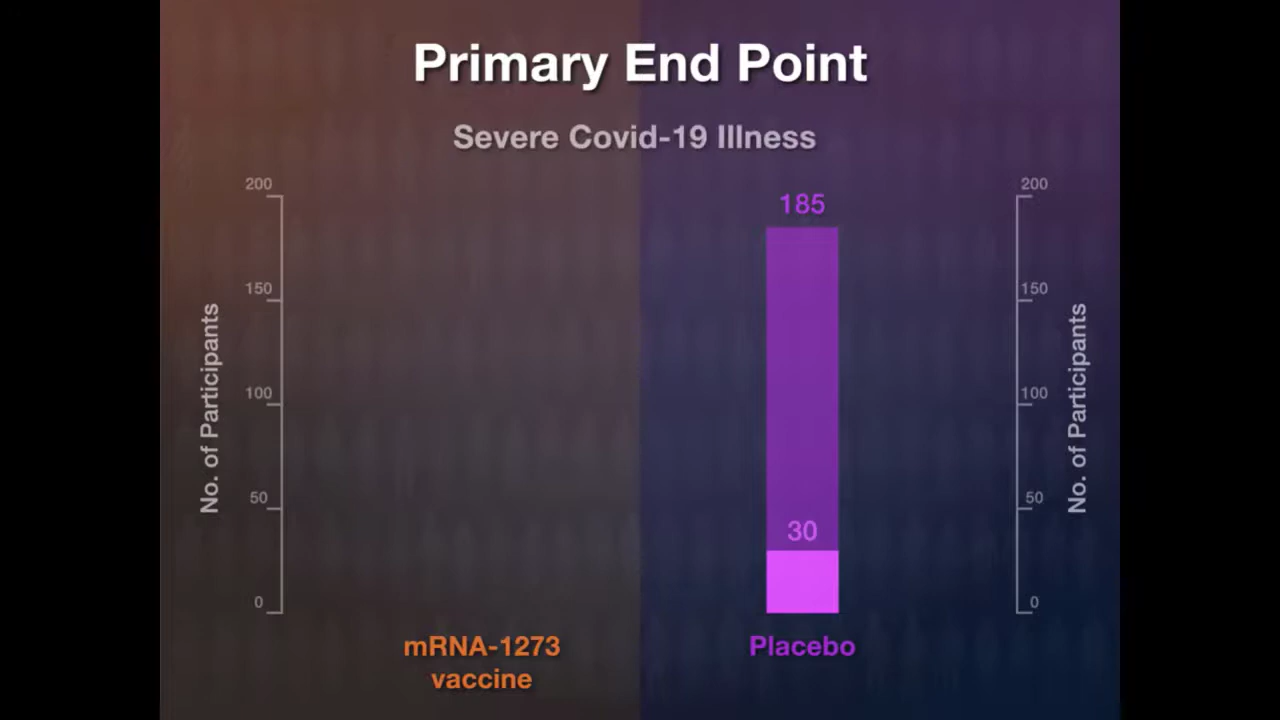 Primary End Point
Severe Covid-19 Illness
200
150
100
50
0
No. of Participants
185
30
200
150
100
50
0
No. of Participants
mRNA-1273
vaccine
Placebo